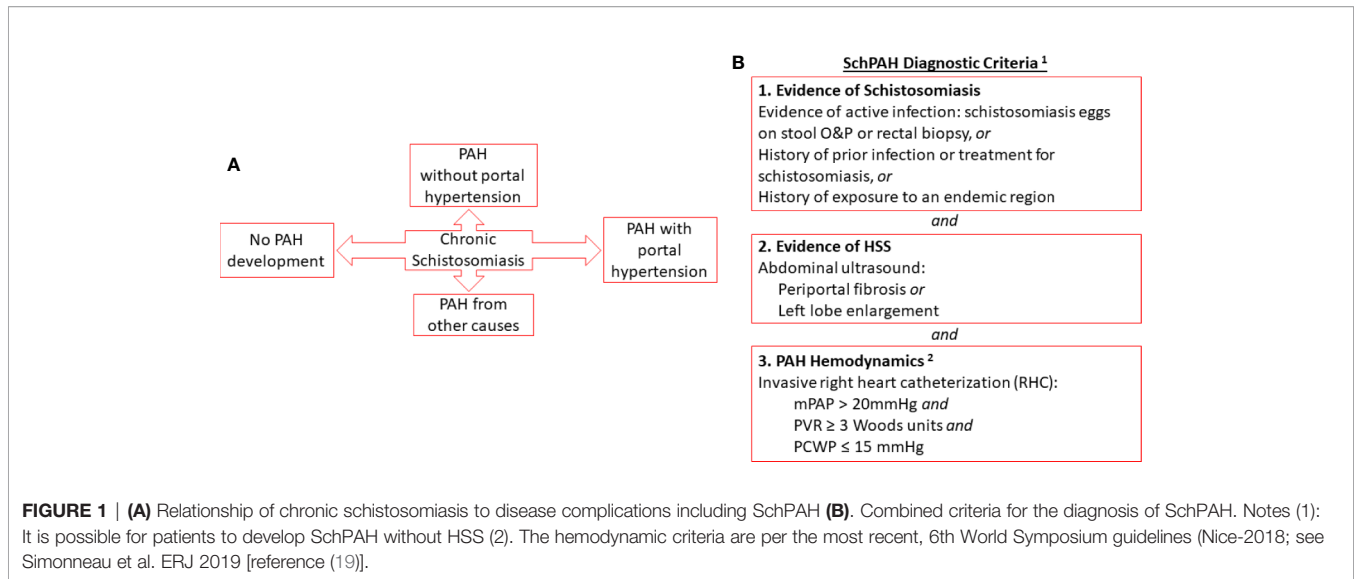 A
PAH
without portal
hypertension
No PAH
development
Chronic
Schistosomiasis
PAH with
portal
hypertension
PAH from
other causes
B
SchPAH Diagnostic Criteria 1
1. Evidence of Schistosomiasis
Evidence of active infection: schistosomiasis eggs
on stool O&P or rectal biopsy, or
History of prior infection or treatment for
schistosomiasis, or
History of exposure to an endemic region
and
2. Evidence of HSS
Abdominal ultrasound:
Periportal fibrosis or
Left lobe enlargement
and
3. PAH Hemodynamics 2
Invasive right heart catheterization (RHC):
mPAP > 20mmHg and
PVR ≥ 3 Woods units and
PCWP ≤ 15 mmHg
FIGURE 1 | (A) Relationship of chronic schistosomiasis to disease complications including SchPAH (B). Combined criteria for the diagnosis of SchPAH. Notes (1):
It is possible for patients to develop SchPAH without HSS (2). The hemodynamic criteria are per the most recent, 6th World Symposium guidelines (Nice-2018; see
Simonneau et al. ERJ 2019 [reference (19)].